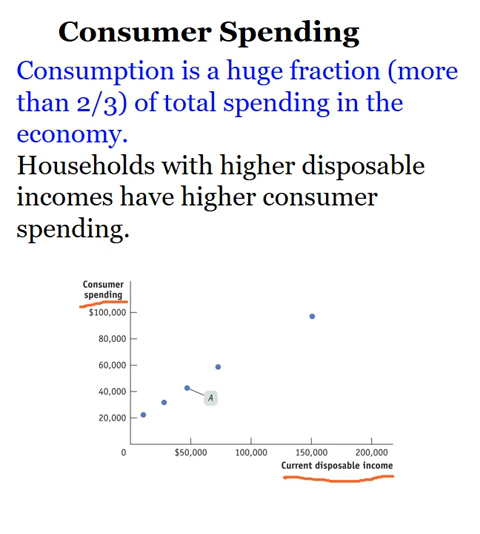 Consumer Spending
Consumption is a huge fraction (more
than 2/3) of total spending in the
economy.
Households with higher disposable
incomes have higher consumer
spending.
Consumer
spending
$100,000
80,000
60,000
40,000
A
20,000
0
$50,000
100,000
150,000
200,000
Current disposable income